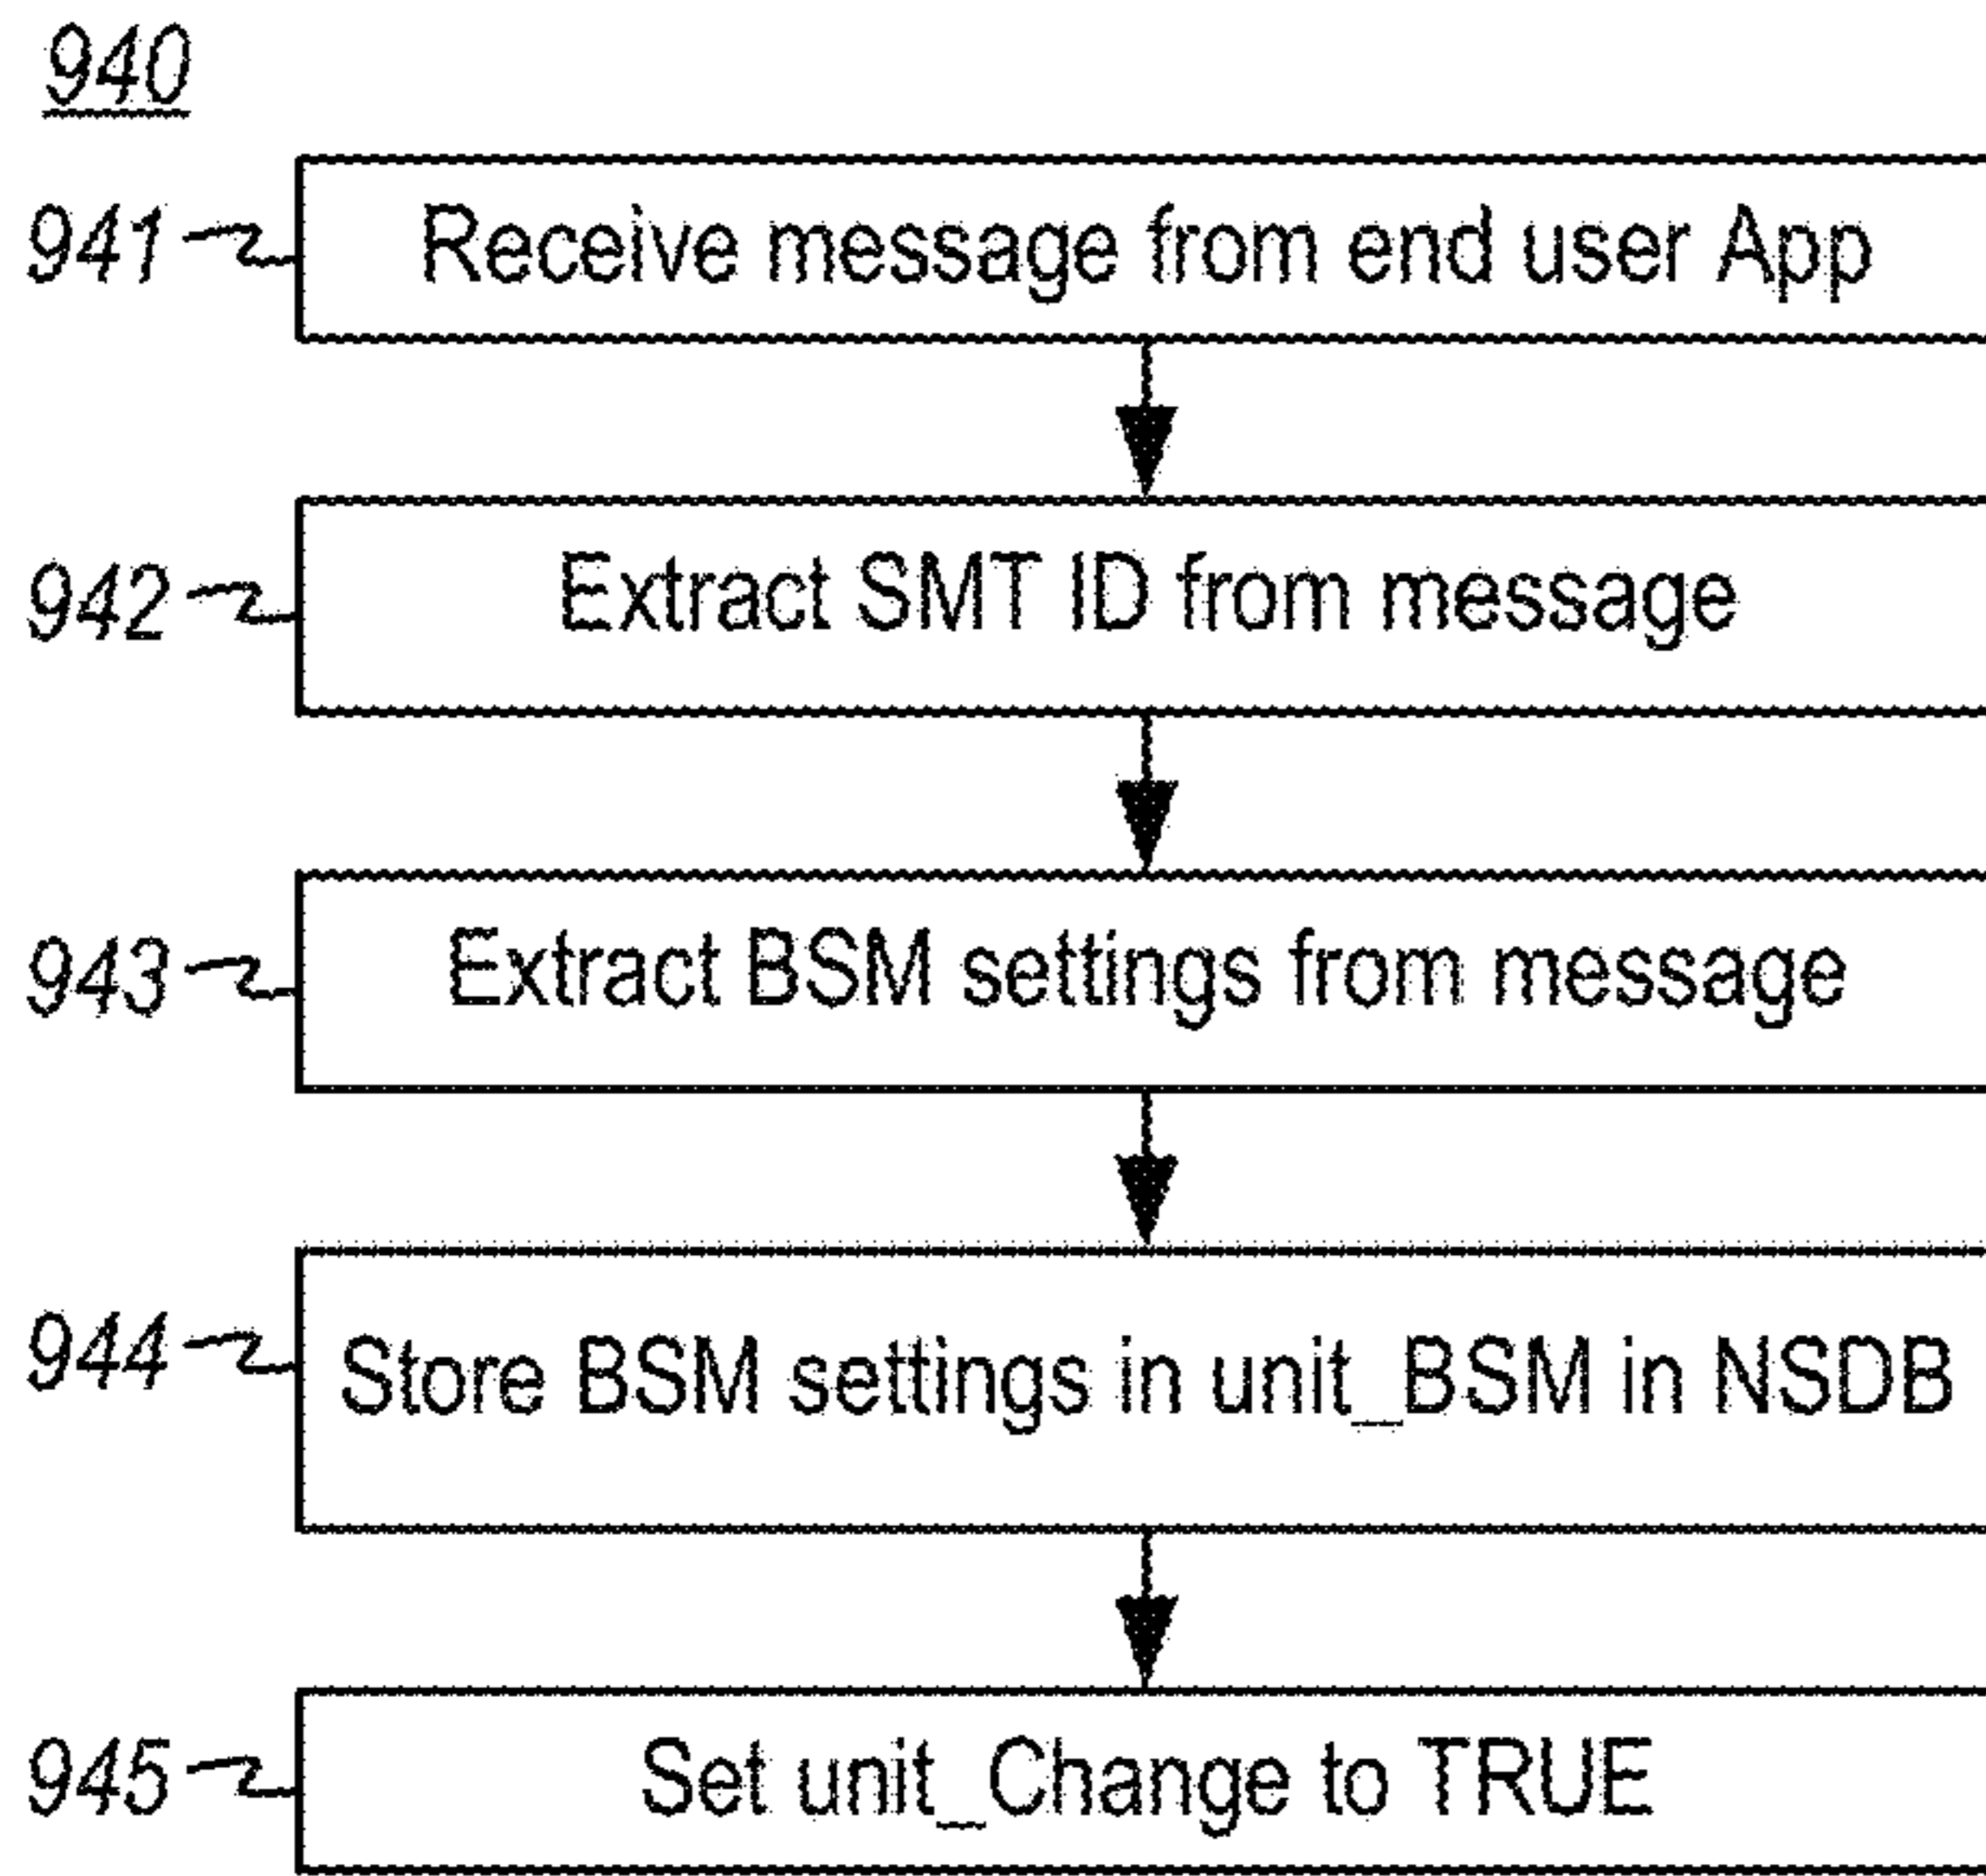 940
941 Receive message from end user App
942 Extract SMT ID from message
943 Extract BSM settings from message
944 Store BSM settings in unit_BSM in NSDB
945 Set unit_Change to TRUE